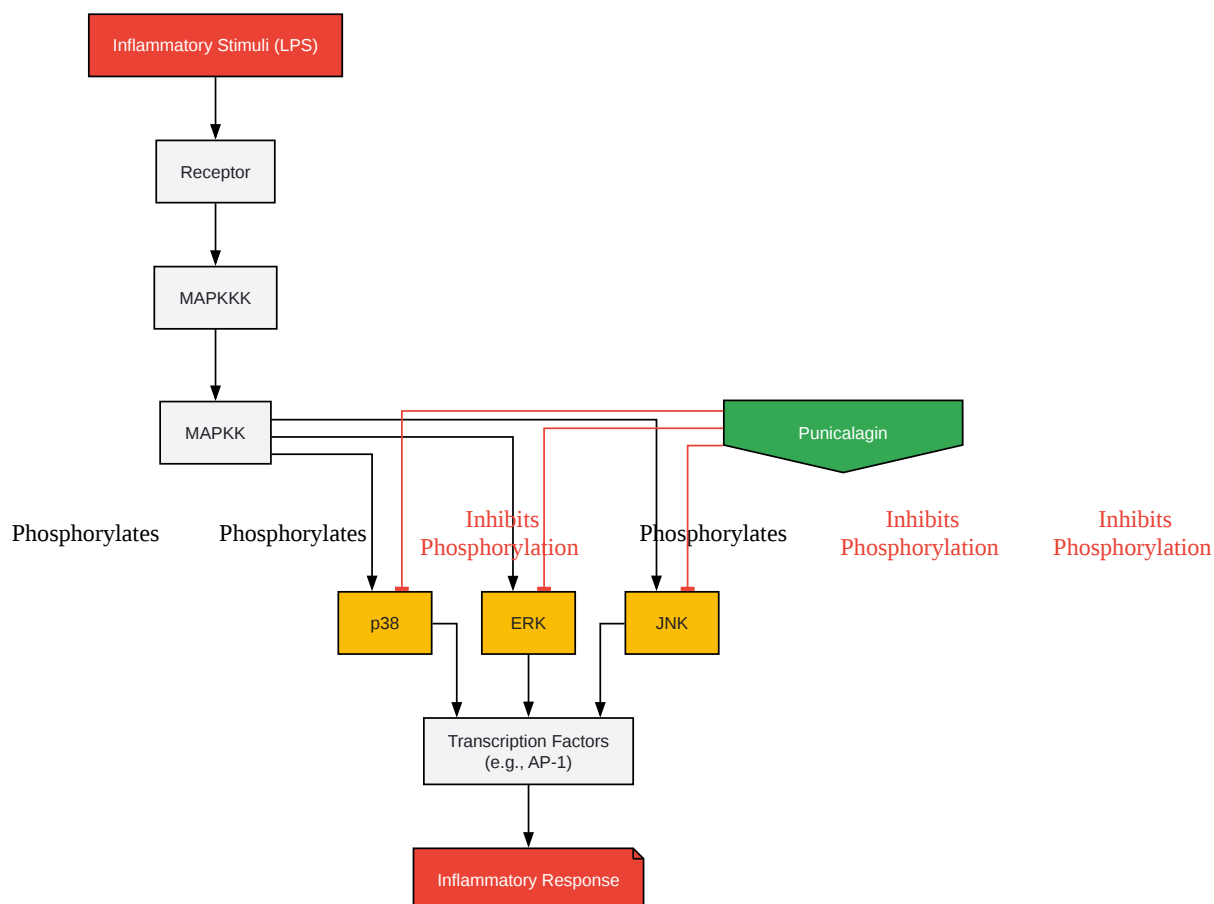 Inflammatory Stimuli (LPS)
Receptor
MAPKKK
MAPKK
Punicalagin
Phosphorylates
Phosphorylates
Inhibits
Phosphorylation
Phosphorylates
Inhibits
Phosphorylation
Inhibits
Phosphorylation
p38
ERK
JNK
Transcription Factors
(e.g., AP-1)
Inflammatory Response